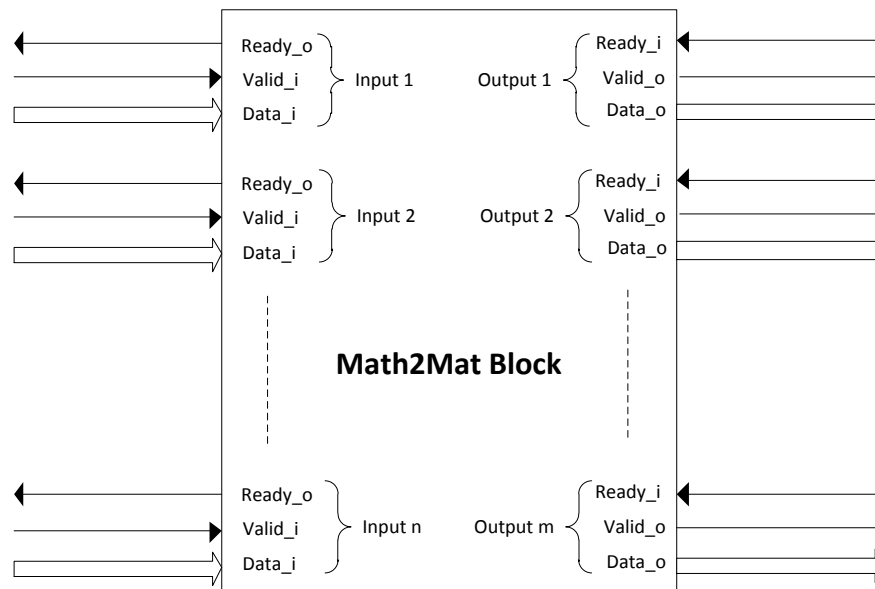 Ready_o
Valid_i
Data_i
Input 1
Output 1
Ready_i
Valid_o
Data_o
Ready_o
Valid_i
Data_i
Input 2
Output 2
Ready_i
Valid_o
Data_o
Math2Mat Block
Ready_o
Valid_i
Data_i
Input n
Output m
Ready_i
Valid_o
Data_o